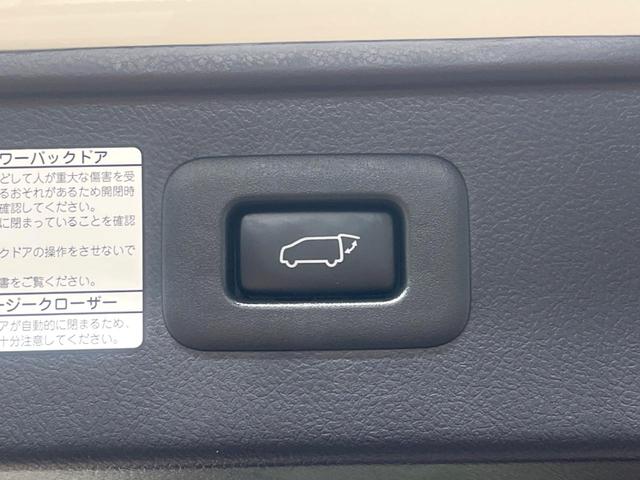 ワーパックドア
どして人が重大な傷害を受
るおそれがあるため開閉時
確認してください。
に閉まっていることを確認
クドアの操作をさせないで
書をご覧ください。
ージークローザー
アが自動的に閉まるため、
十分注意してください。